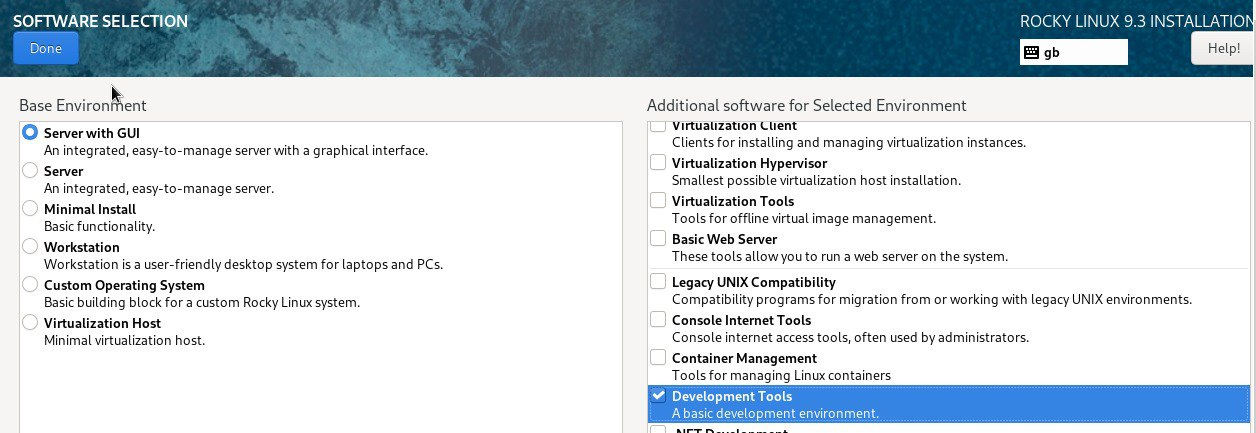 SOFTWARE SELECTION
ROCKY LINUX 9.3 INSTALLATION
Done
gb
Help!
Base Environment
Server with GUI
An integrated, easy-to-manage server with a graphical interface.
Server
An integrated, easy-to-manage server.
Minimal Install
Basic functionality.
Workstation
Workstation is a user-friendly desktop system for laptops and PCs.
Custom Operating System
Basic building block for a custom Rocky Linux system.
Virtualization Host
Minimal virtualization host.
Additional software for Selected Environment
Virtualization Client
Clients for installing and managing virtualization instances.
Virtualization Hypervisor
Smallest possible virtualization host installation.
Virtualization Tools
Tools for offline virtual image management.
Basic Web Server
These tools allow you to run a web server on the system.
Legacy UNIX Compatibility
Compatibility programs for migration from or working with legacy UNIX environments.
Console Internet Tools
Console internet access tools, often used by administrators.
Container Management
Tools for managing Linux containers
Development Tools
A basic development environment.
.NET Development